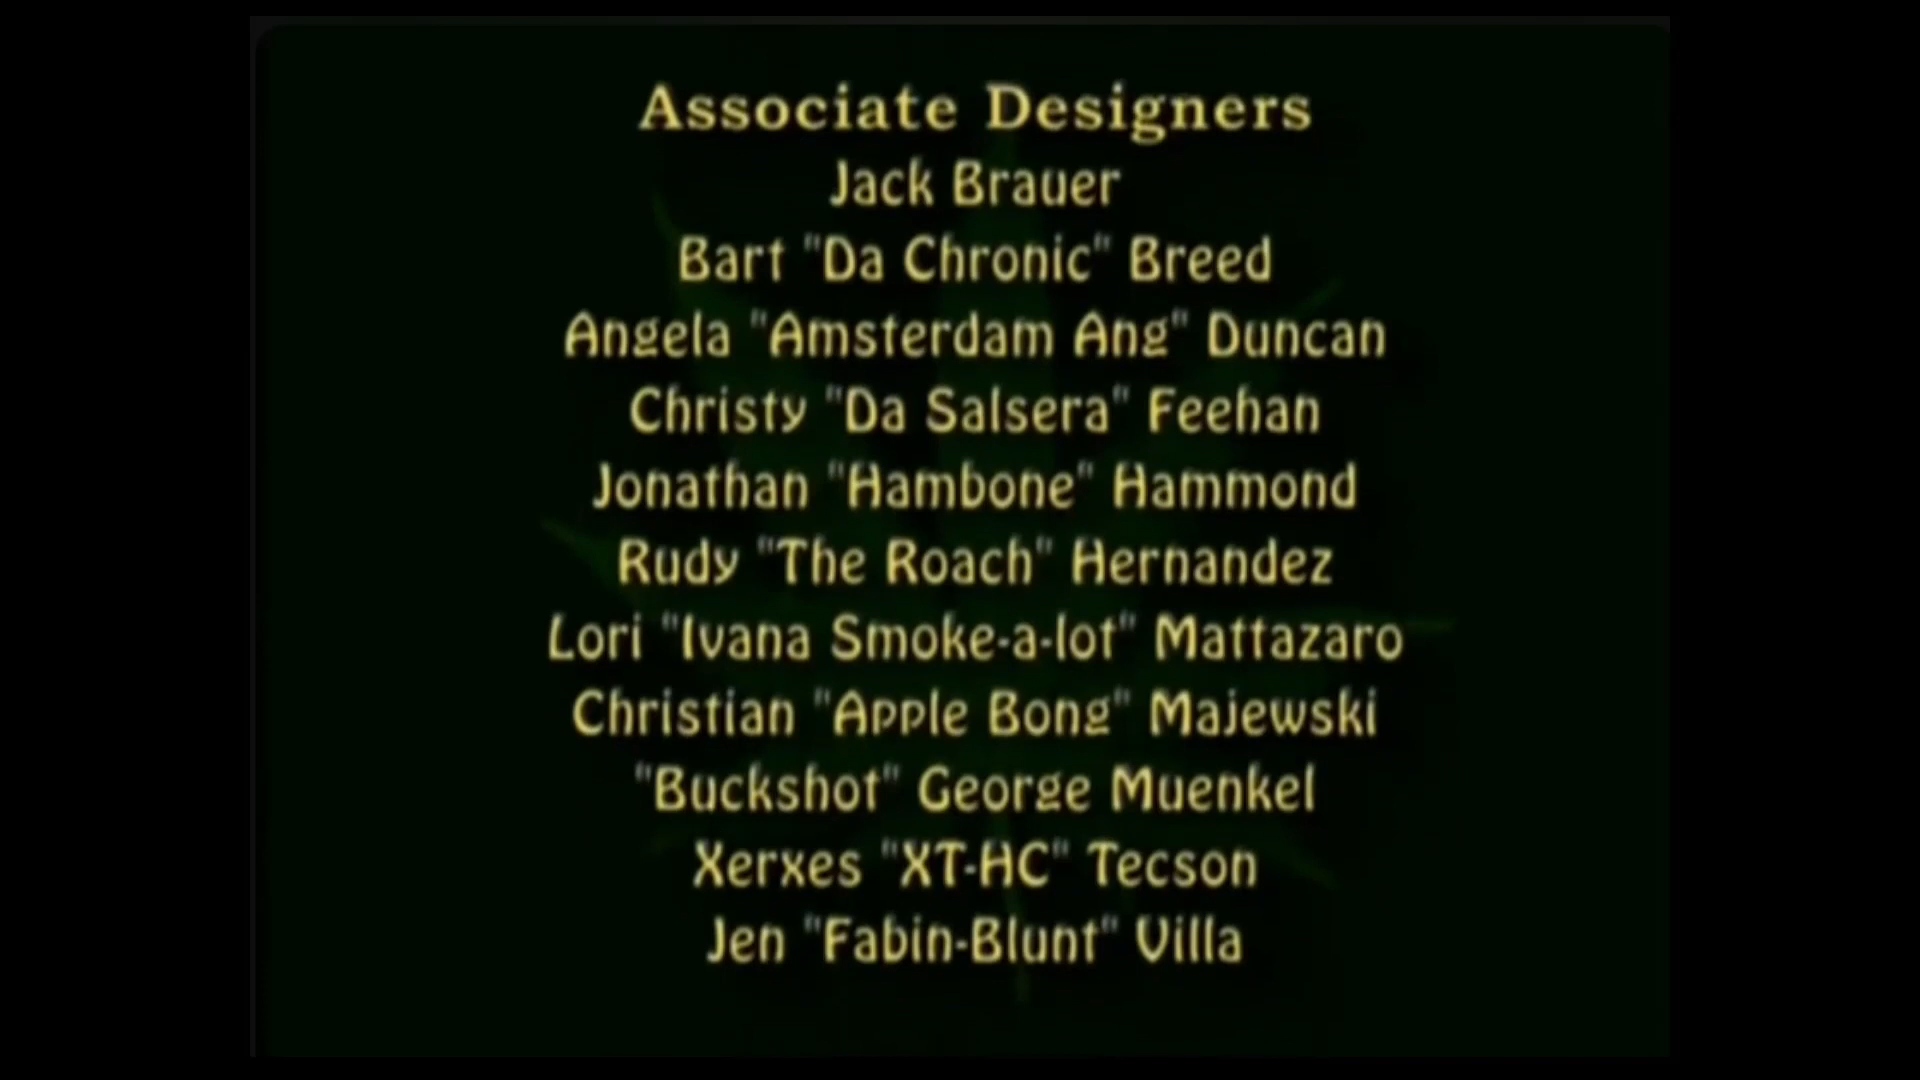 Associate Designers
Jack Brauer
Bart "Da Chronic" Breed
Angela "Amsterdam Ang" Duncan
Christy "Da Salsera" Feehan
Jonathan "Hambone" Hammond
Rudy "The Roach" Hernandez
Lori "Ivana Smoke-a-lot" Mattazaro
Christian "Apple Bong" Majewski
"Buckshot" George Muenkel
Xerxes "XT-HC" Tecson
Jen "Fabin-Blunt" Villa